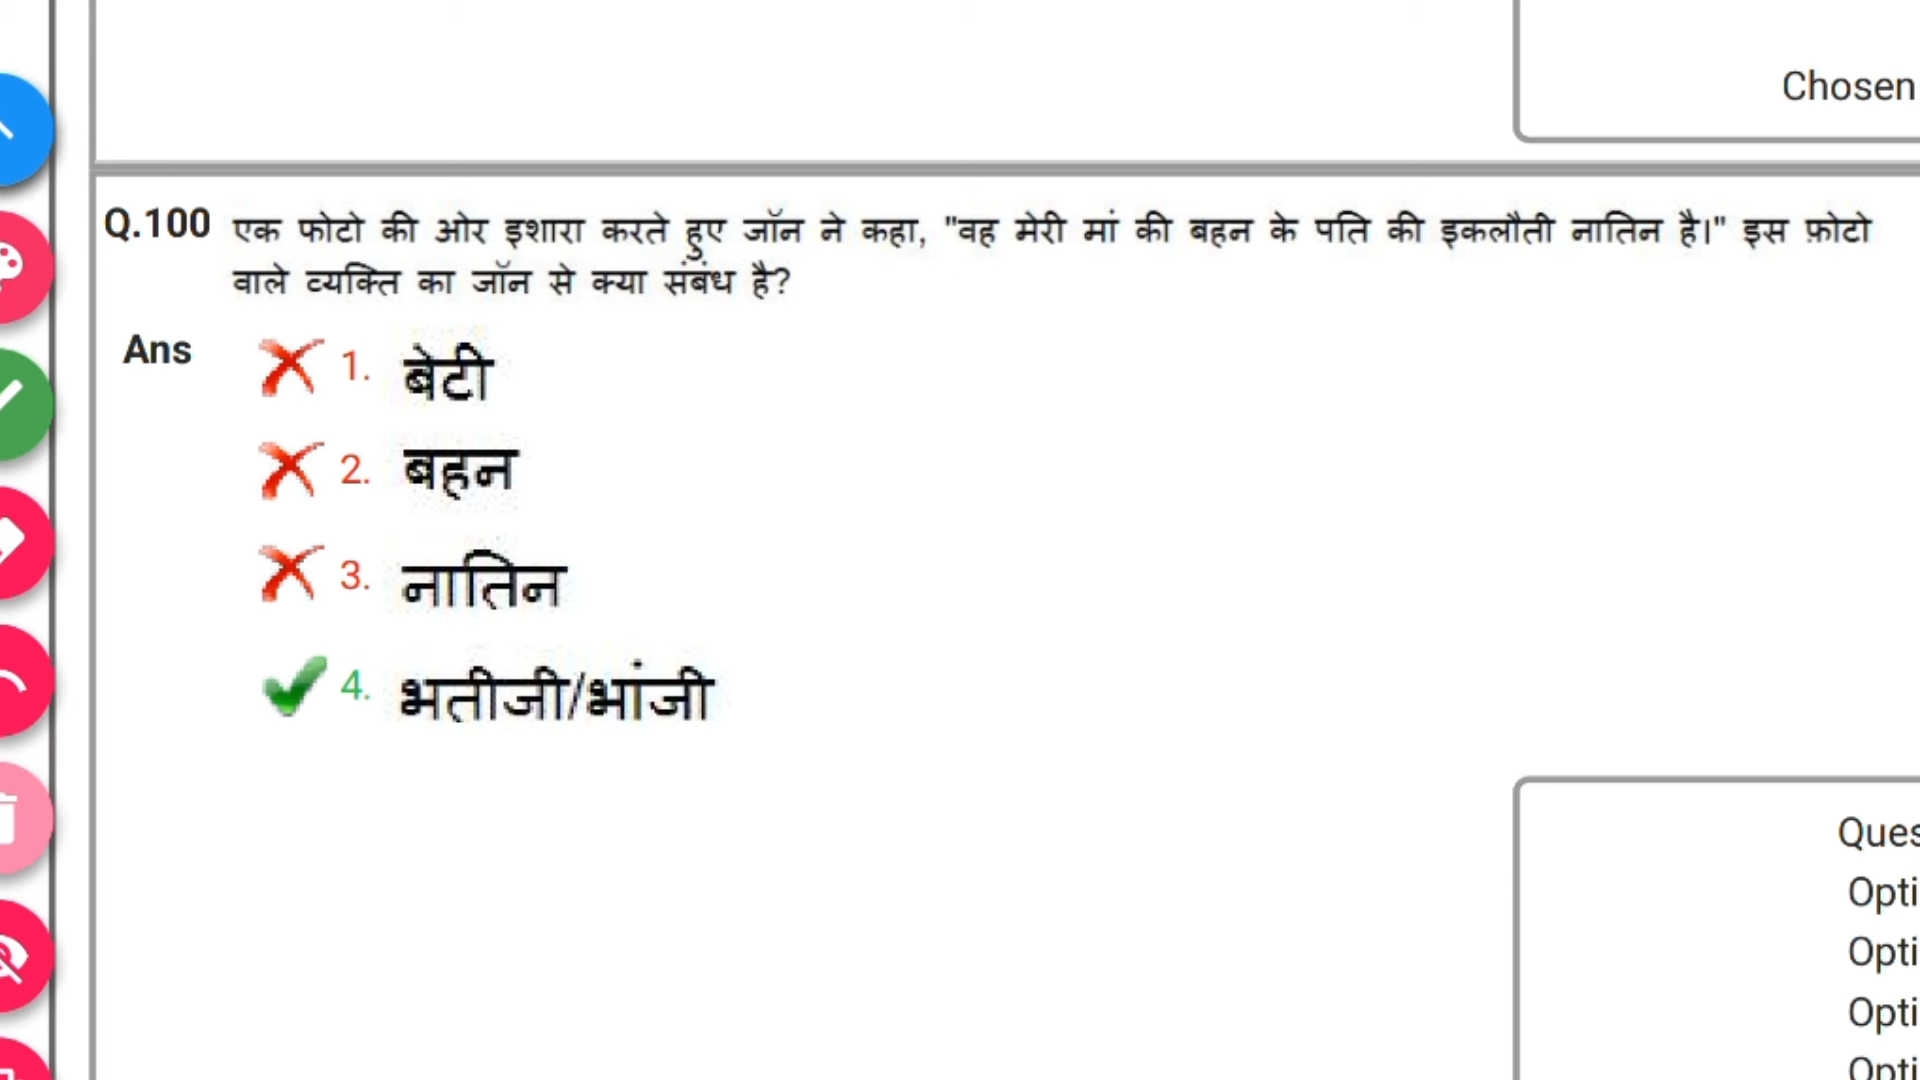 Chosen
Q.100 एक फोटो की ओर इशारा करते हुए जॉन ने कहा, "वह मेरी मां की बहन के पति की इकलौती नातिन है।" इस फ़ोटो
वाले व्यक्ति का जॉन से क्या संबंध है?
Ans 1. बेटी
2. बहन
3. नातिन
4. भतीजी/भांजी
Ques
Opti
Opti
Opti
Opti